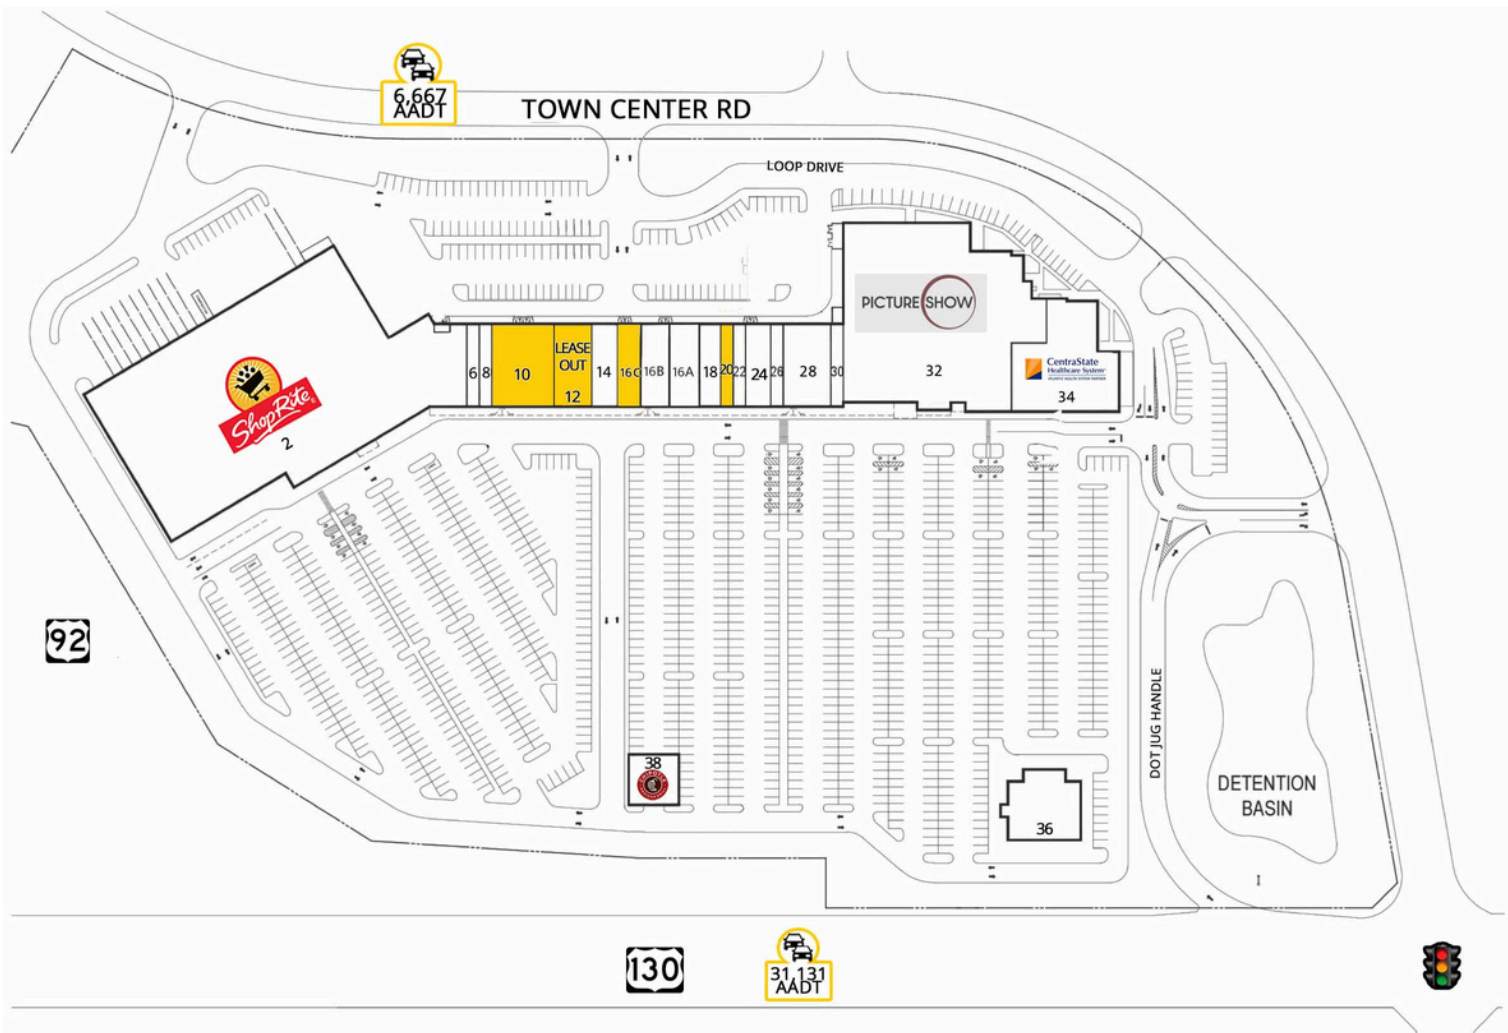 6,667
AADT
TOWN CENTER RD
LOOP DRIVE
PICTURE SHOW
ShopRite
2
6
8
10
LEASE
OUT
12
14
16C
16B
16A
18
20
22
24
26
28
30
32
CentraState
Healthcare System
34
92
38
CHIPOTLE
36
DOT JUG HANDLE
DETENTION
BASIN
130
31,131
AADT